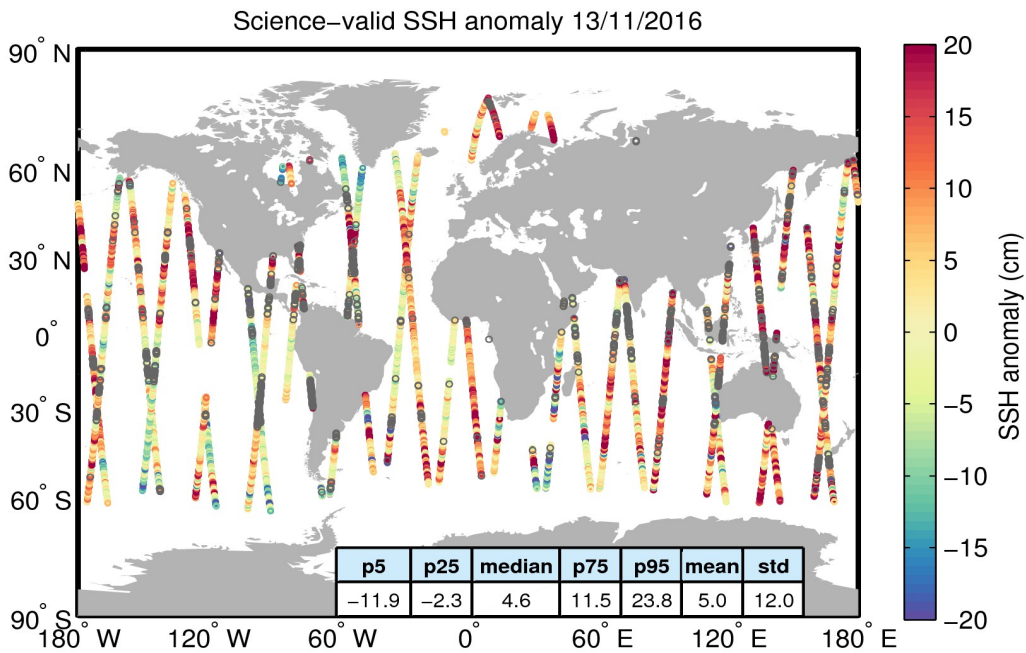 Science−valid SSH anomaly 13/11/2016
90° N
60° N
30° N
0°
30° S
60° S
90° S
180° W
120° W
60° W
0°
60° E
120° E
180° E
p5 p25 median p75 p95 mean std
−11.9 −2.3 4.6 11.5 23.8 5.0 12.0
20
15
10
5
0
−5
−10
−15
−20
SSH anomaly (cm)